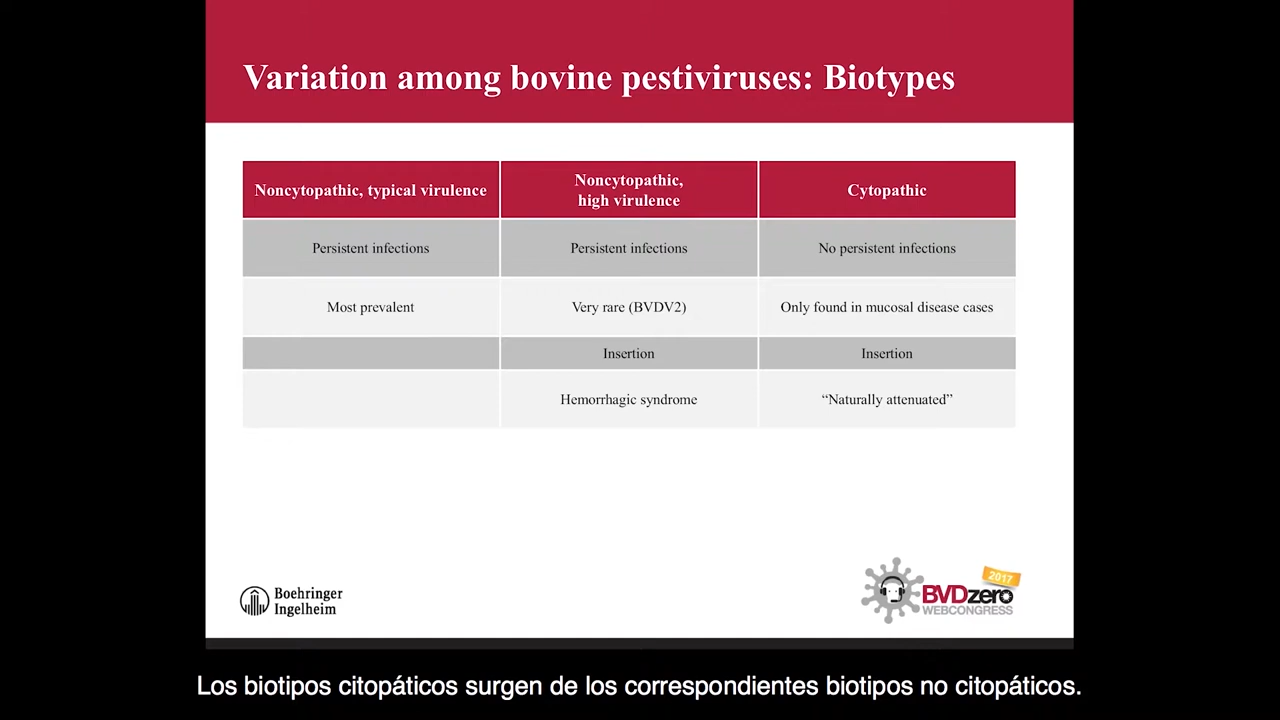 Variation among bovine pestiviruses: Biotypes
Noncytopathic, typical virulence
Noncytopathic,
high virulence
Cytopathic
Persistent infections
Persistent infections
No persistent infections
Most prevalent
Very rare (BVDV2)
Only found in mucosal disease cases
Insertion
Insertion
Hemorrhagic syndrome
“Naturally attenuated”
Boehringer
Ingelheim
2017
BVDzero
WEBCONGRESS
Los biotipos citopáticos surgen de los correspondientes biotipos no citopáticos.